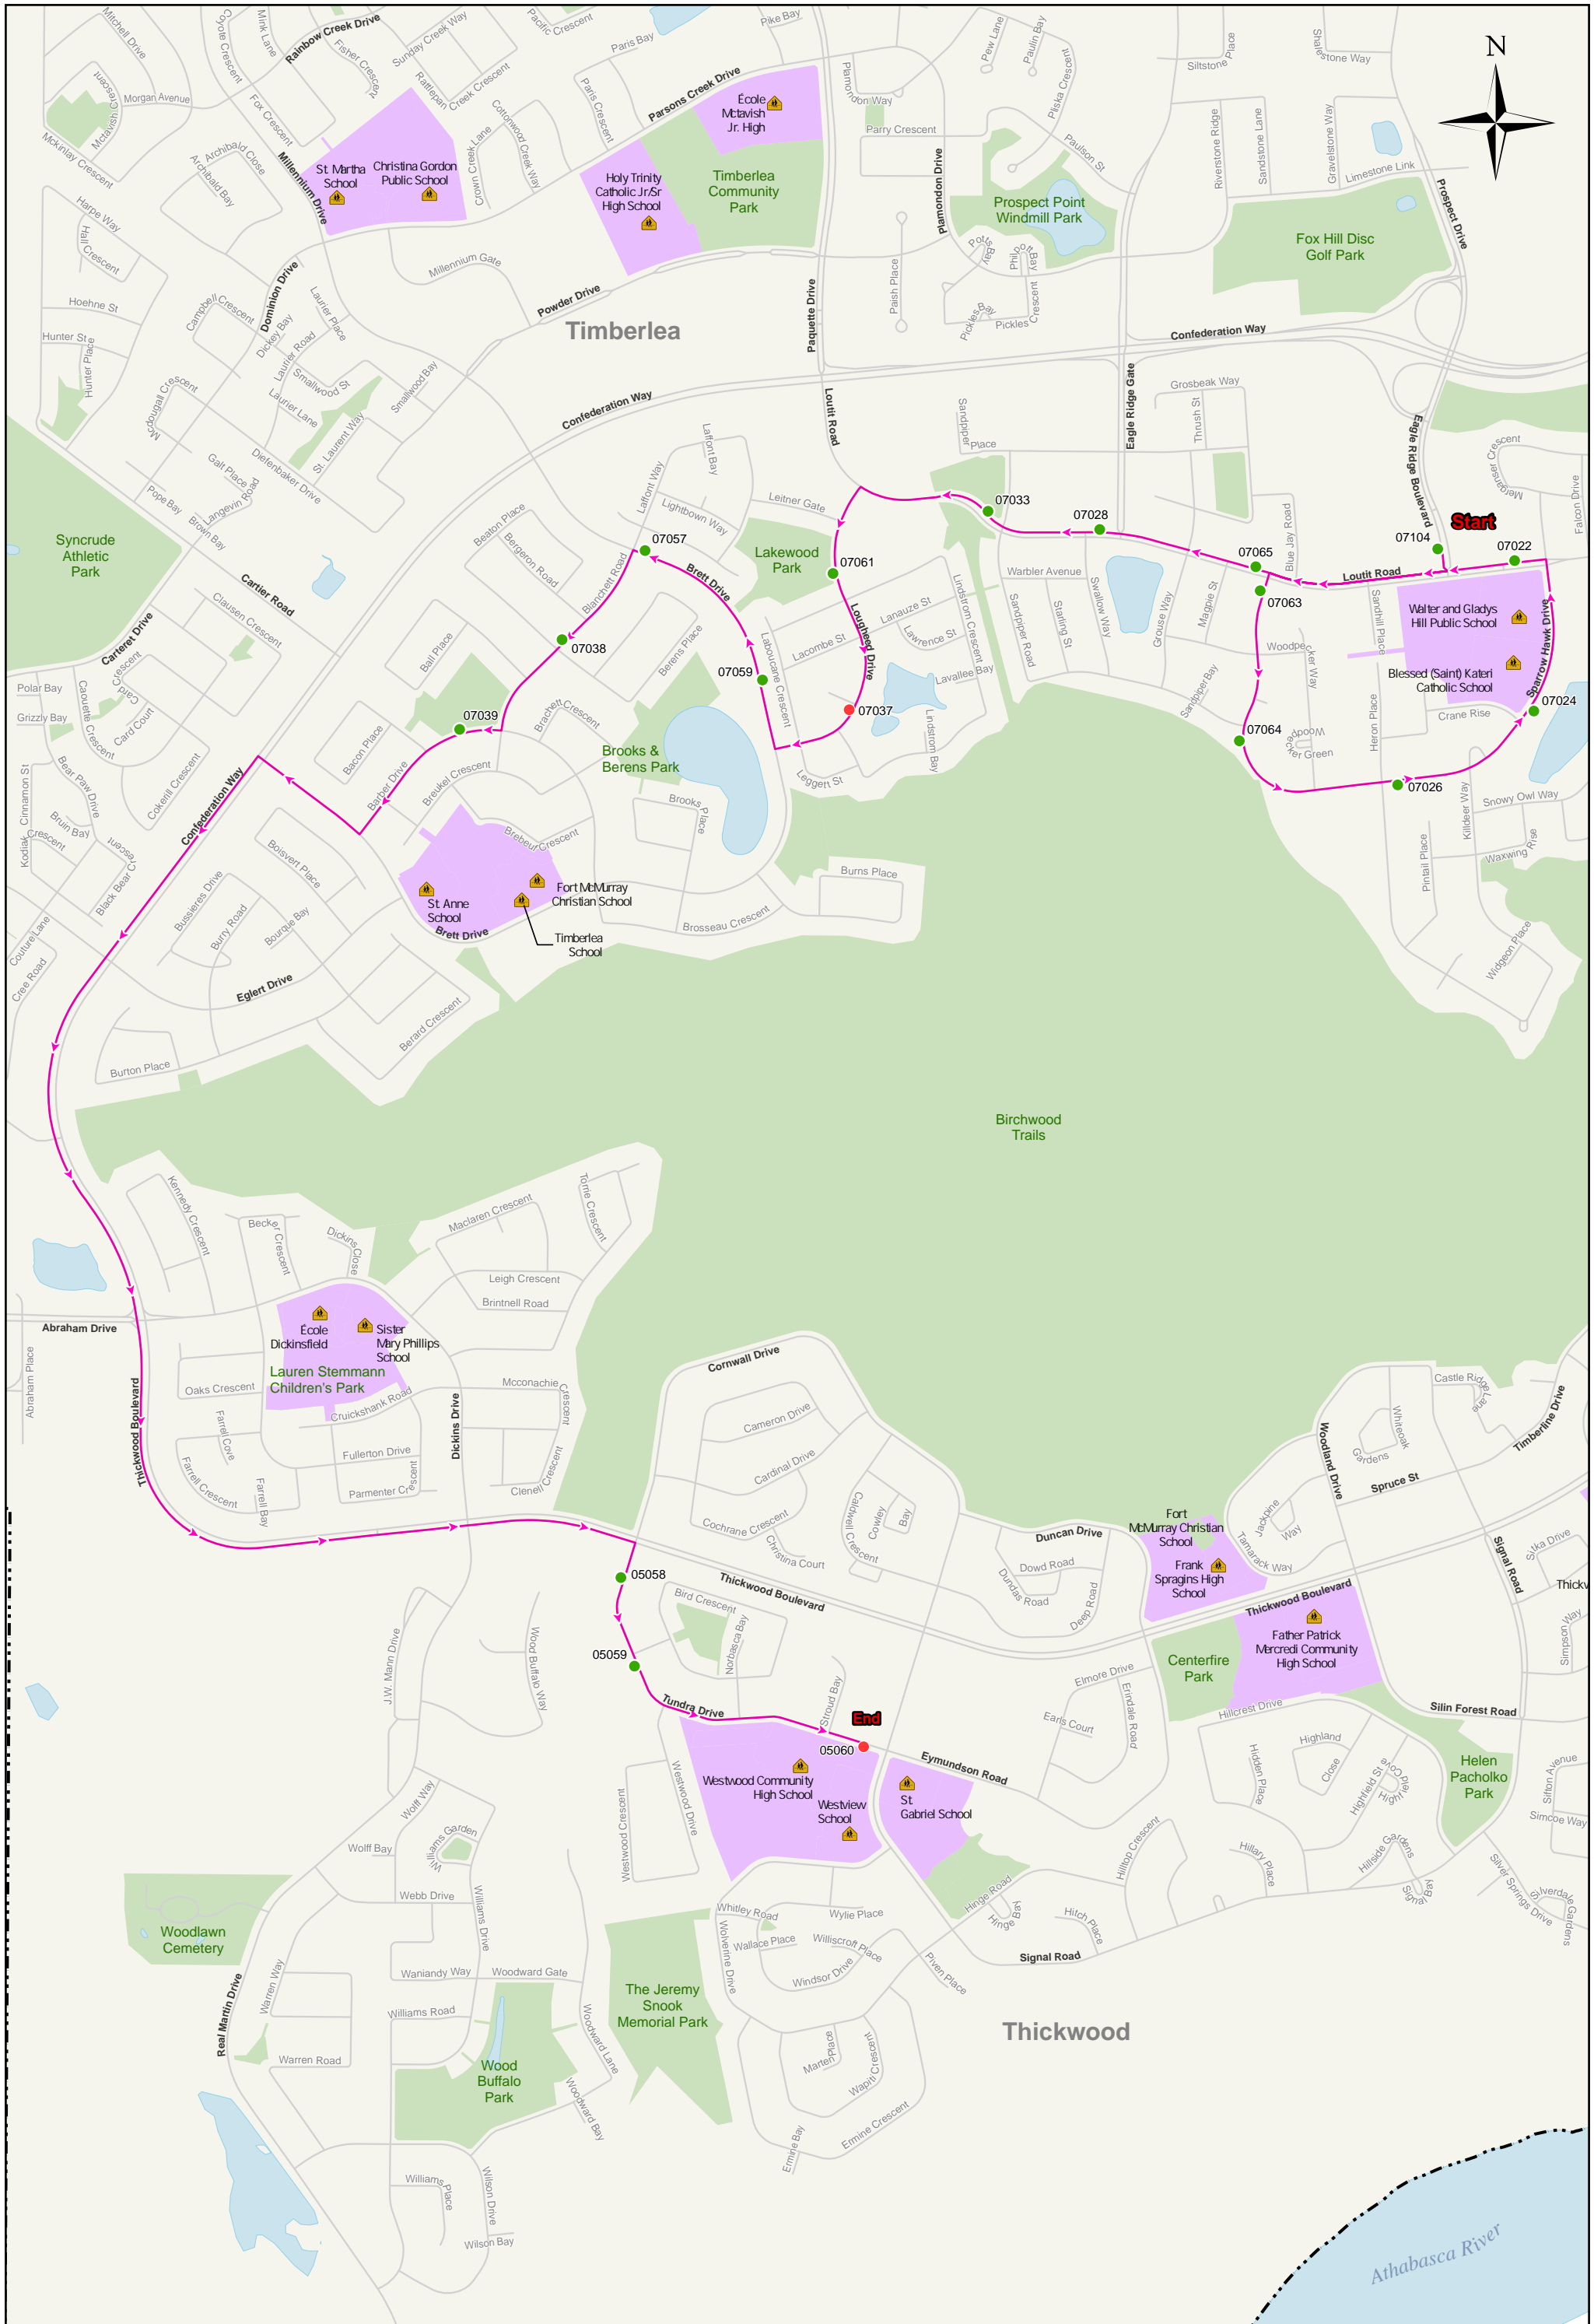 Mitchell Drive
Coyote Crescent
Mink Lane
Rainbow Creek Drive
Fisher Crescent
Sunday Creek Way
Rattlepan
Creek Crescent
Pacific Crescent
Paris Bay
Pike Bay
Pew Lane
Paulin Bay
Pliska Crescent
Siltstone Place
Shalestone Way
N
Morgan Avenue
Mctavish Crescent
Mckinlay Crescent
Fox Crescent
Archibald Close
Archibald Bay
Millennium Drive
St. Martha
School
Christina Gordon
Public School
Cottonwood Creek Way
Crown Creek Lane
Paris Crescent
Parsons Creek Drive
École
Mctavish
Jr. High
Holy Trinity
Catholic Jr/Sr
High School
Timberlea
Community
Park
Plamondon Way
Parry Crescent
Plamondon Drive
Paulson St
Prospect Point
Windmill Park
Riverstone Ridge
Sandstone Lane
Gravelstone Way
Limestone Link
Prospect Drive
Fox Hill Disc
Golf Park
Harpe Way
Hall Crescent
Hoehne St
Hunter St
Hunter Place
Campbell Crescent
Dominion Drive
Dickey Bay
Laurier Place
Laurier Road
Smallwood St
Laurier Lane
Smallwood Bay
Millennium Gate
Powder Drive
Timberlea
Paquette Drive
Paish Place
Potts Bay
Philpott Bay
Pickles Bay
Pickles Crescent
Confederation Way
Eagle Ridge Gate
Grosbeak Way
Thrush St
Mcdougall Crescent
Galt Place
Diefenbaker Drive
St. Laurent Way
Pope Bay
Langevin Road
Brown Bay
Confederation Way
Loutit Road
Sandpiper
Place
Eagle Ridge Boulevard
Merganser Crescent
Falcon Drive
Syncrude
Athletic
Park
Cartier Road
Carteret Drive
Clausen Crescent
Laffont Way
Laffont Bay
Lightbown Way
Leitner Gate
Beaton Place
Bergeron Road
Blanchett Road
07057
Brett Drive
Lakewood
Park
07061
07033
07028
07065
Blue Jay Road
07063
Start
07104
07022
Loutit Road
Walter and Gladys
Hill Public School
Blessed (Saint) Kateri
Catholic School
Sparrow Hawk Drive
07024
Crane Rise
Sandhill Place
Heron Place
Woodpecker Way
Woodpecker Green
Warbler Avenue
Swallow Way
Starling St
Sandpiper Road
Grouse Way
Magpie St
Sandpiper Bay
07064
07026
Killdeer Way
Snowy Owl Way
Waxwing Rise
Pintail Place
Widgeon Place
Lindstrom Crescent
Lanauze St
Lawrence St
Lacombe St
Lougheed Drive
Lavallee Bay
Lindstrom Bay
07037
Laboucane Crescent
Leggett St
07059
Berens Place
07038
Ball Place
07039
Brachett Crescent
Brooks &
Berens Park
Brooks Place
Bacon Place
Barber Drive
Breukel Crescent
Brebeuf Crescent
Burns Place
Brosseau Crescent
Polar Bay
Grizzly Bay
Caouette Crescent
Caird Crescent
Card Court
Cokerill Crescent
Bear Paw Drive
Cinnamon St
Bruin Bay
Kodiak Crescent
Black Bear Crescent
Confederation Way
Couture Lane
Cree Road
Boisvert Place
Bussieres Drive
Burry Road
Bourque Bay
Eglert Drive
Burton Place
Berard Crescent
St. Anne
School
Brett Drive
Fort McMurray
Christian School
Timberlea
School
Birchwood
Trails
Kennedy Crescent
Becker Crescent
Dickins Close
Maclaren Crescent
Torrie Crescent
Leigh Crescent
Brintnell Road
Abraham Drive
Abraham Place
École
Dickinsfield
Sister
Mary Phillips
School
Lauren Stemmann
Children's Park
Oaks Crescent
Cruickshank Road
Farrell Cove
Fullerton Drive
Farrell Crescent
Farrell Bay
Parmenter Crescent
Thickwood Boulevard
Dickins Drive
Mcconachie Crescent
Clenell Crescent
Cornwall Drive
Cameron Drive
Cardinal Drive
Cochrane Crescent
Christina Court
Caldwell Crescent
Cowley
Bay
Duncan Drive
Dowd Road
Dundas Road
Deep Road
Woodland Drive
Whiteoak
Gardens
Castle Ridge Lane
Timberline Drive
Spruce St
Jackpine
Way
Tamarack Way
Signal Road
Sitka Drive
Fort
McMurray Christian
School
Frank
Spragins High
School
Thickwood Boulevard
Thickw
Father Patrick
Mercredi Community
High School
Centerfire
Park
Simpson Way
Silin Forest Road
05058
Bird Crescent
Thickwood Boulevard
05059
Norbasca Bay
Tundra Drive
Stroud Bay
End
05060
Eymundson Road
Elmore Drive
Earls Court
Erindale Road
Hillcrest Drive
Hidden Place
Highland
Close
Highfield St
Highfield Cove
Helen
Pacholko
Park
Sifton Avenue
Simcoe Way
J.W. Mann Drive
Wood Buffalo Way
Westwood Crescent
Westwood Drive
Westwood Community
High School
Westview
School
St.
Gabriel School
Hilltop Crescent
Hillary Place
Hillside Gardens
Signal Bay
Silver Springs Drive
Silverdale Gardens
Hinge Road
Hinge Bay
Hitch Place
Signal Road
Piven Place
Wolff Way
Wolff Bay
Williams Garden
Webb Drive
Williams Drive
Waniandy Way
Woodward Gate
Woodlawn
Cemetery
Warren Way
Real Martin Drive
Williams Road
Warren Road
Wood
Buffalo
Park
Woodward Lane
Woodward Bay
The Jeremy
Snook
Memorial Park
Whitley Road
Wylie Place
Wallace Place
Williscroft Place
Windsor Drive
Wolverine Drive
Marten Place
Wapiti Crescent
Ermine Bay
Ermine Crescent
Thickwood
Williams Place
Wilson Drive
Wilson Bay
Athabasca River